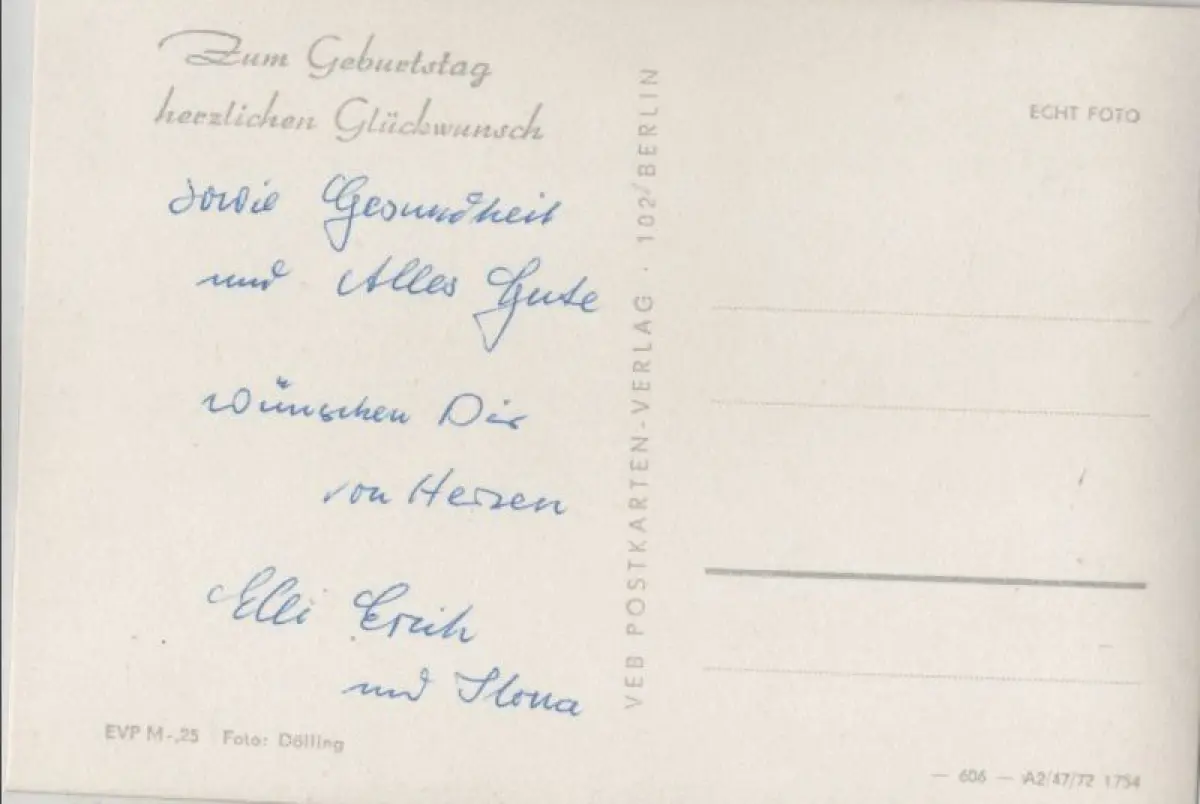 Zum Geburtstag
herzlichen Glückwunsch
sowie Gesundheit
und Alles Gute
wünschen Dir
von Herzen
Elli Erich
und Ilona
EVP M -,25 Foto: Dölling
VEB POSTKARTEN-VERLAG · 102/BERLIN
ECHT FOTO
— 606 — A2/47/72 1754